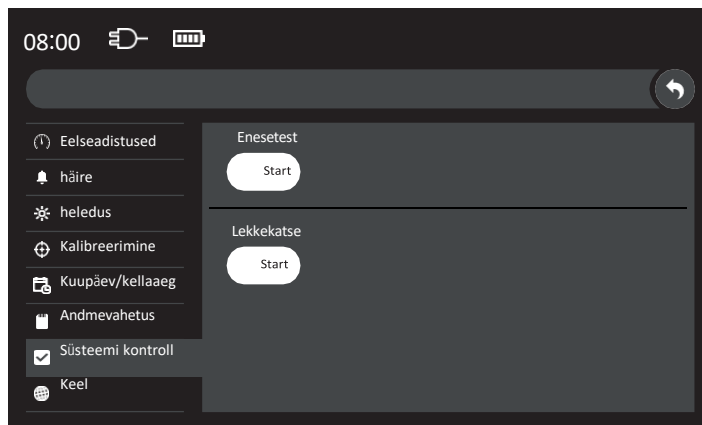 08:00
Eelseadistused
häire
heledus
Kalibreerimine
Kuupäev/kellaaeg
Andmevahetus
Süsteemi kontroll
Keel
Enesetest
Start
Lekkekatse
Start